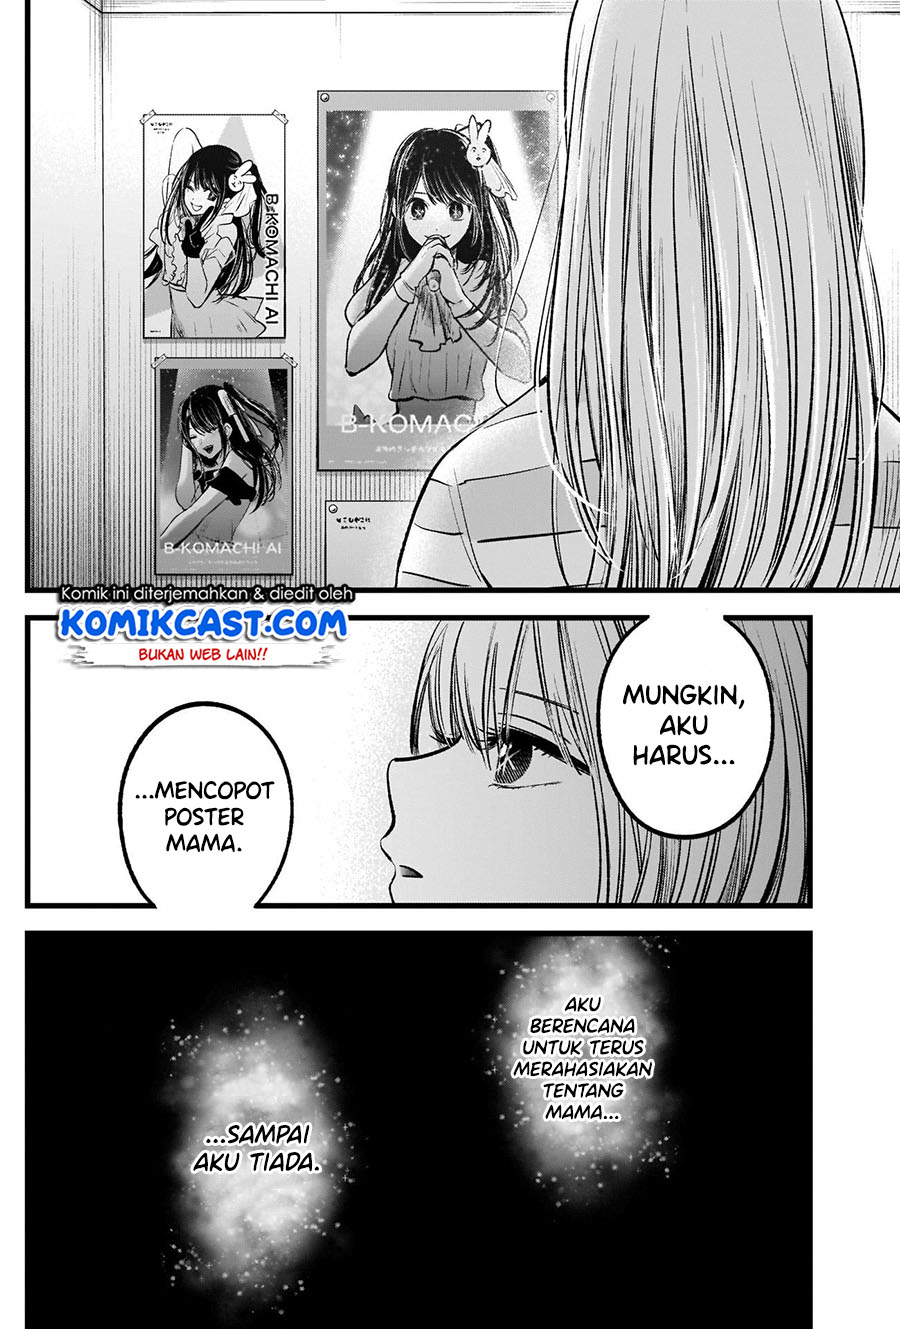 B-KOMACHI AI
B-KOMACHI
B-KOMACHI AI
Komik ini diterjemahkan & diedit oleh
KOMIKCAST.COM
BUKAN WEB LAIN!!
MUNGKIN,
AKU
HARUS...
...MENCOPOT
POSTER
MAMA.
AKU
BERENCANA
UNTUK TERUS
MERAHASIAKAN
TENTANG
MAMA...
...SAMPAI
AKU TIADA.